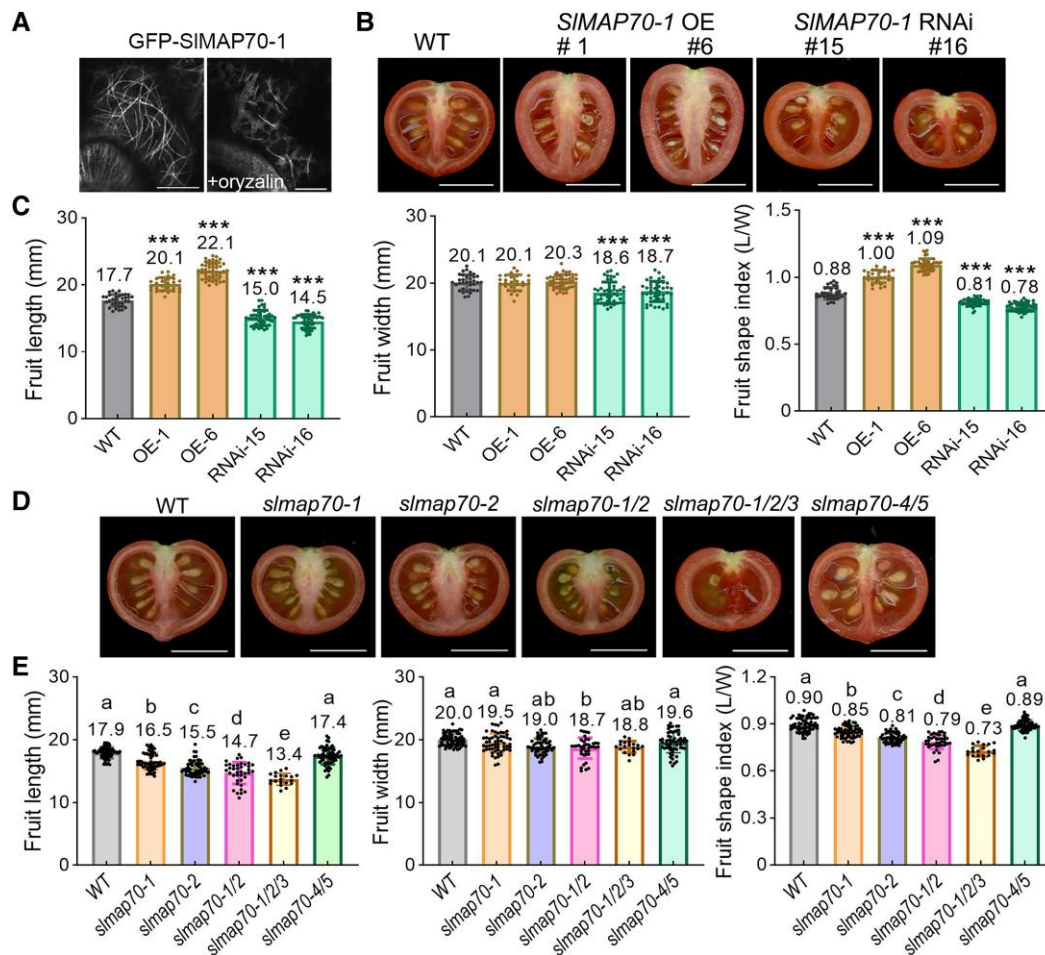 A
GFP-SlMAP70-1
+oryzalin
B
WT
SlMAP70-1 OE
# 1 #6
SlMAP70-1 RNAi
#15 #16
C
Fruit length (mm)
30
20
10
0
17.7
***
20.1
***
22.1
***
15.0
***
14.5
WT
OE-1
OE-6
RNAi-15
RNAi-16
Fruit width (mm)
30
20
10
0
20.1
20.1
20.3
***
18.6
***
18.7
WT
OE-1
OE-6
RNAi-15
RNAi-16
Fruit shape index (L/W)
1.5
1.0
0.5
0
0.88
***
1.00
***
1.09
***
0.81
***
0.78
WT
OE-1
OE-6
RNAi-15
RNAi-16
D
WT
slmap70-1
slmap70-2
slmap70-1/2
slmap70-1/2/3
slmap70-4/5
E
Fruit length (mm)
30
20
10
0
a
17.9
b
16.5
c
15.5
d
14.7
e
13.4
a
17.4
WT
slmap70-1
slmap70-2
slmap70-1/2
slmap70-1/2/3
slmap70-4/5
Fruit width (mm)
30
20
10
0
a
20.0
a
19.5
ab
19.0
b
18.7
ab
18.8
a
19.6
WT
slmap70-1
slmap70-2
slmap70-1/2
slmap70-1/2/3
slmap70-4/5
Fruit shape index (L/W)
1.2
0.9
0.6
0.3
0
a
0.90
b
0.85
c
0.81
d
0.79
e
0.73
a
0.89
WT
slmap70-1
slmap70-2
slmap70-1/2
slmap70-1/2/3
slmap70-4/5